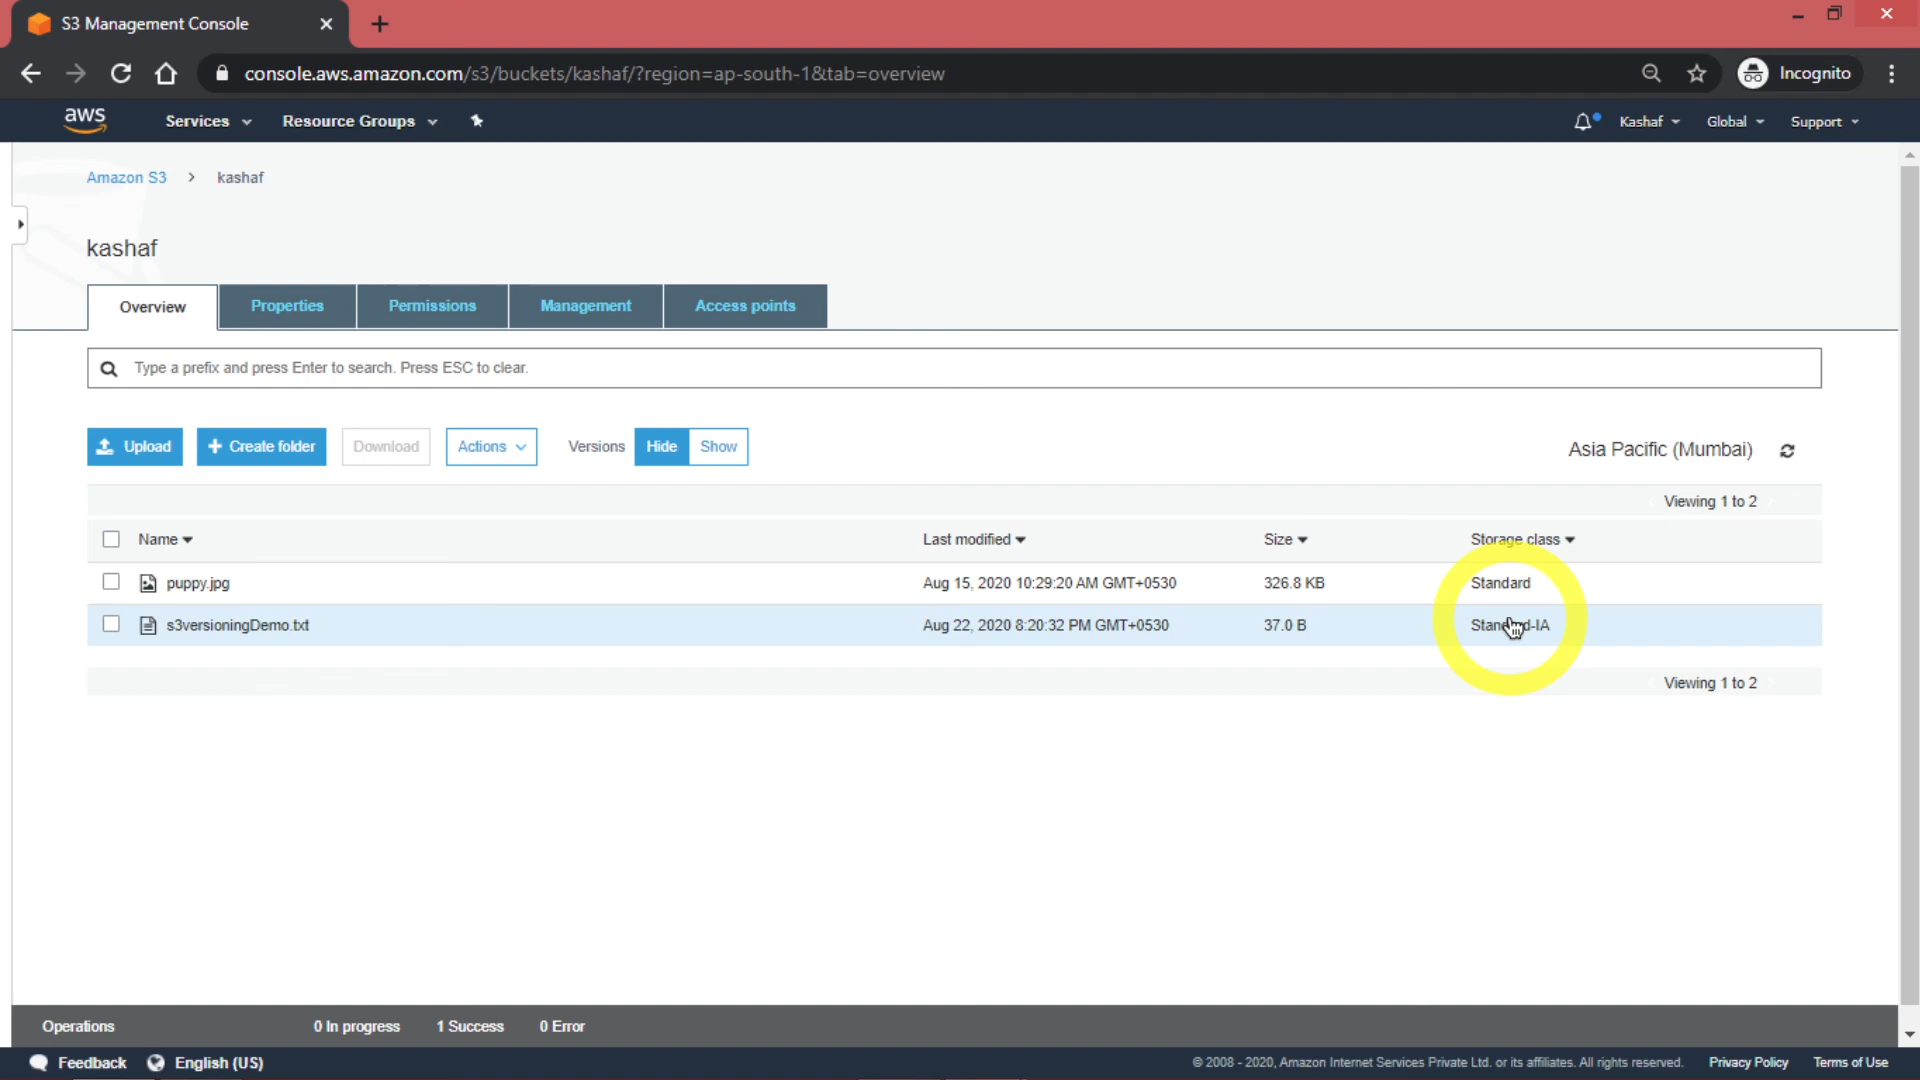 S3 Management Console
console.aws.amazon.com/s3/buckets/kashaf/?region=ap-south-1&tab=overview
Incognito
aws
Services
Resource Groups
Kashaf
Global
Support
Amazon S3 > kashaf
kashaf
Overview
Properties
Permissions
Management
Access points
Type a prefix and press Enter to search. Press ESC to clear.
Upload
+ Create folder
Download
Actions
Versions
Hide
Show
Asia Pacific (Mumbai)
Viewing 1 to 2
Name
Last modified
Size
Storage class
puppy.jpg
Aug 15, 2020 10:29:20 AM GMT+0530
326.8 KB
Standard
s3versioningDemo.txt
Aug 22, 2020 8:20:32 PM GMT+0530
37.0 B
Viewing 1 to 2
Operations
0 In progress
1 Success
0 Error
Feedback
English (US)
© 2008 - 2020, Amazon Internet Services Private Ltd. or its affiliates. All rights reserved.
Privacy Policy
Terms of Use